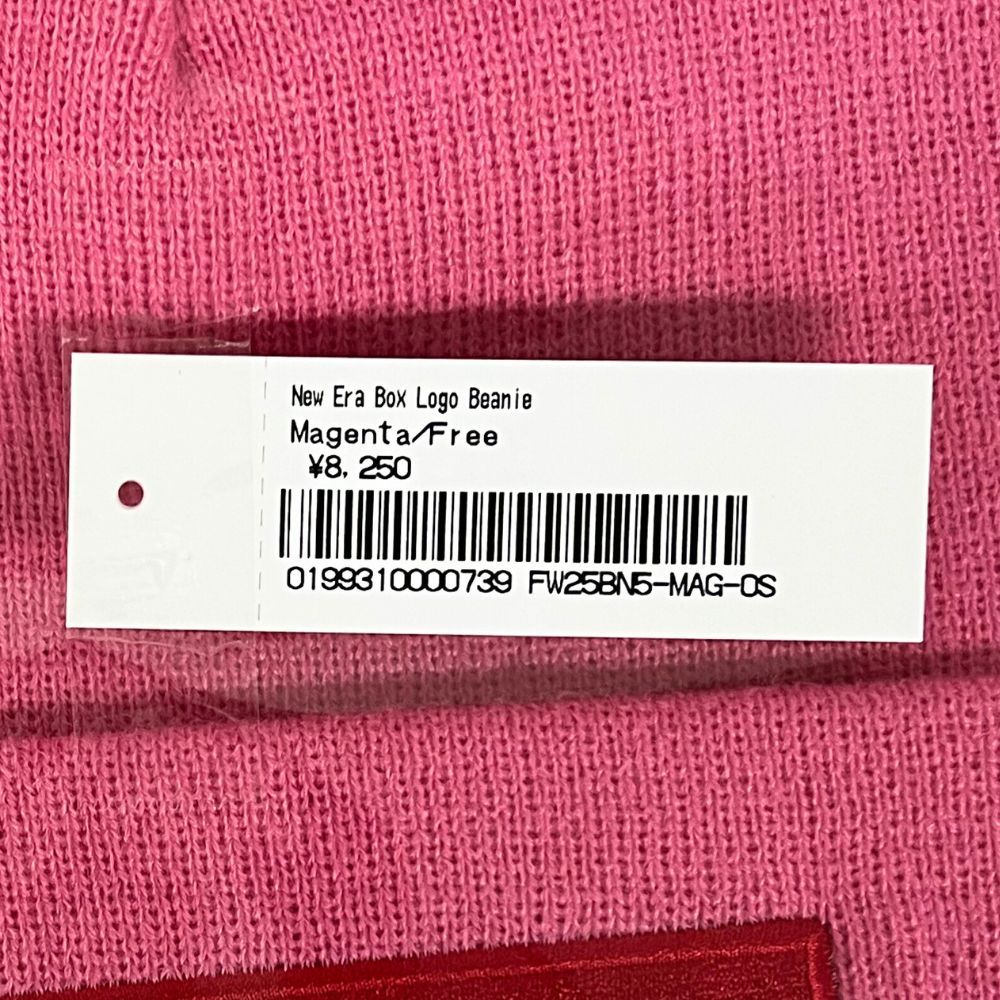 New Era Box Logo Beanie
Magenta/Free
¥8,250
0199310000739 FW25BN5-MAG-OS